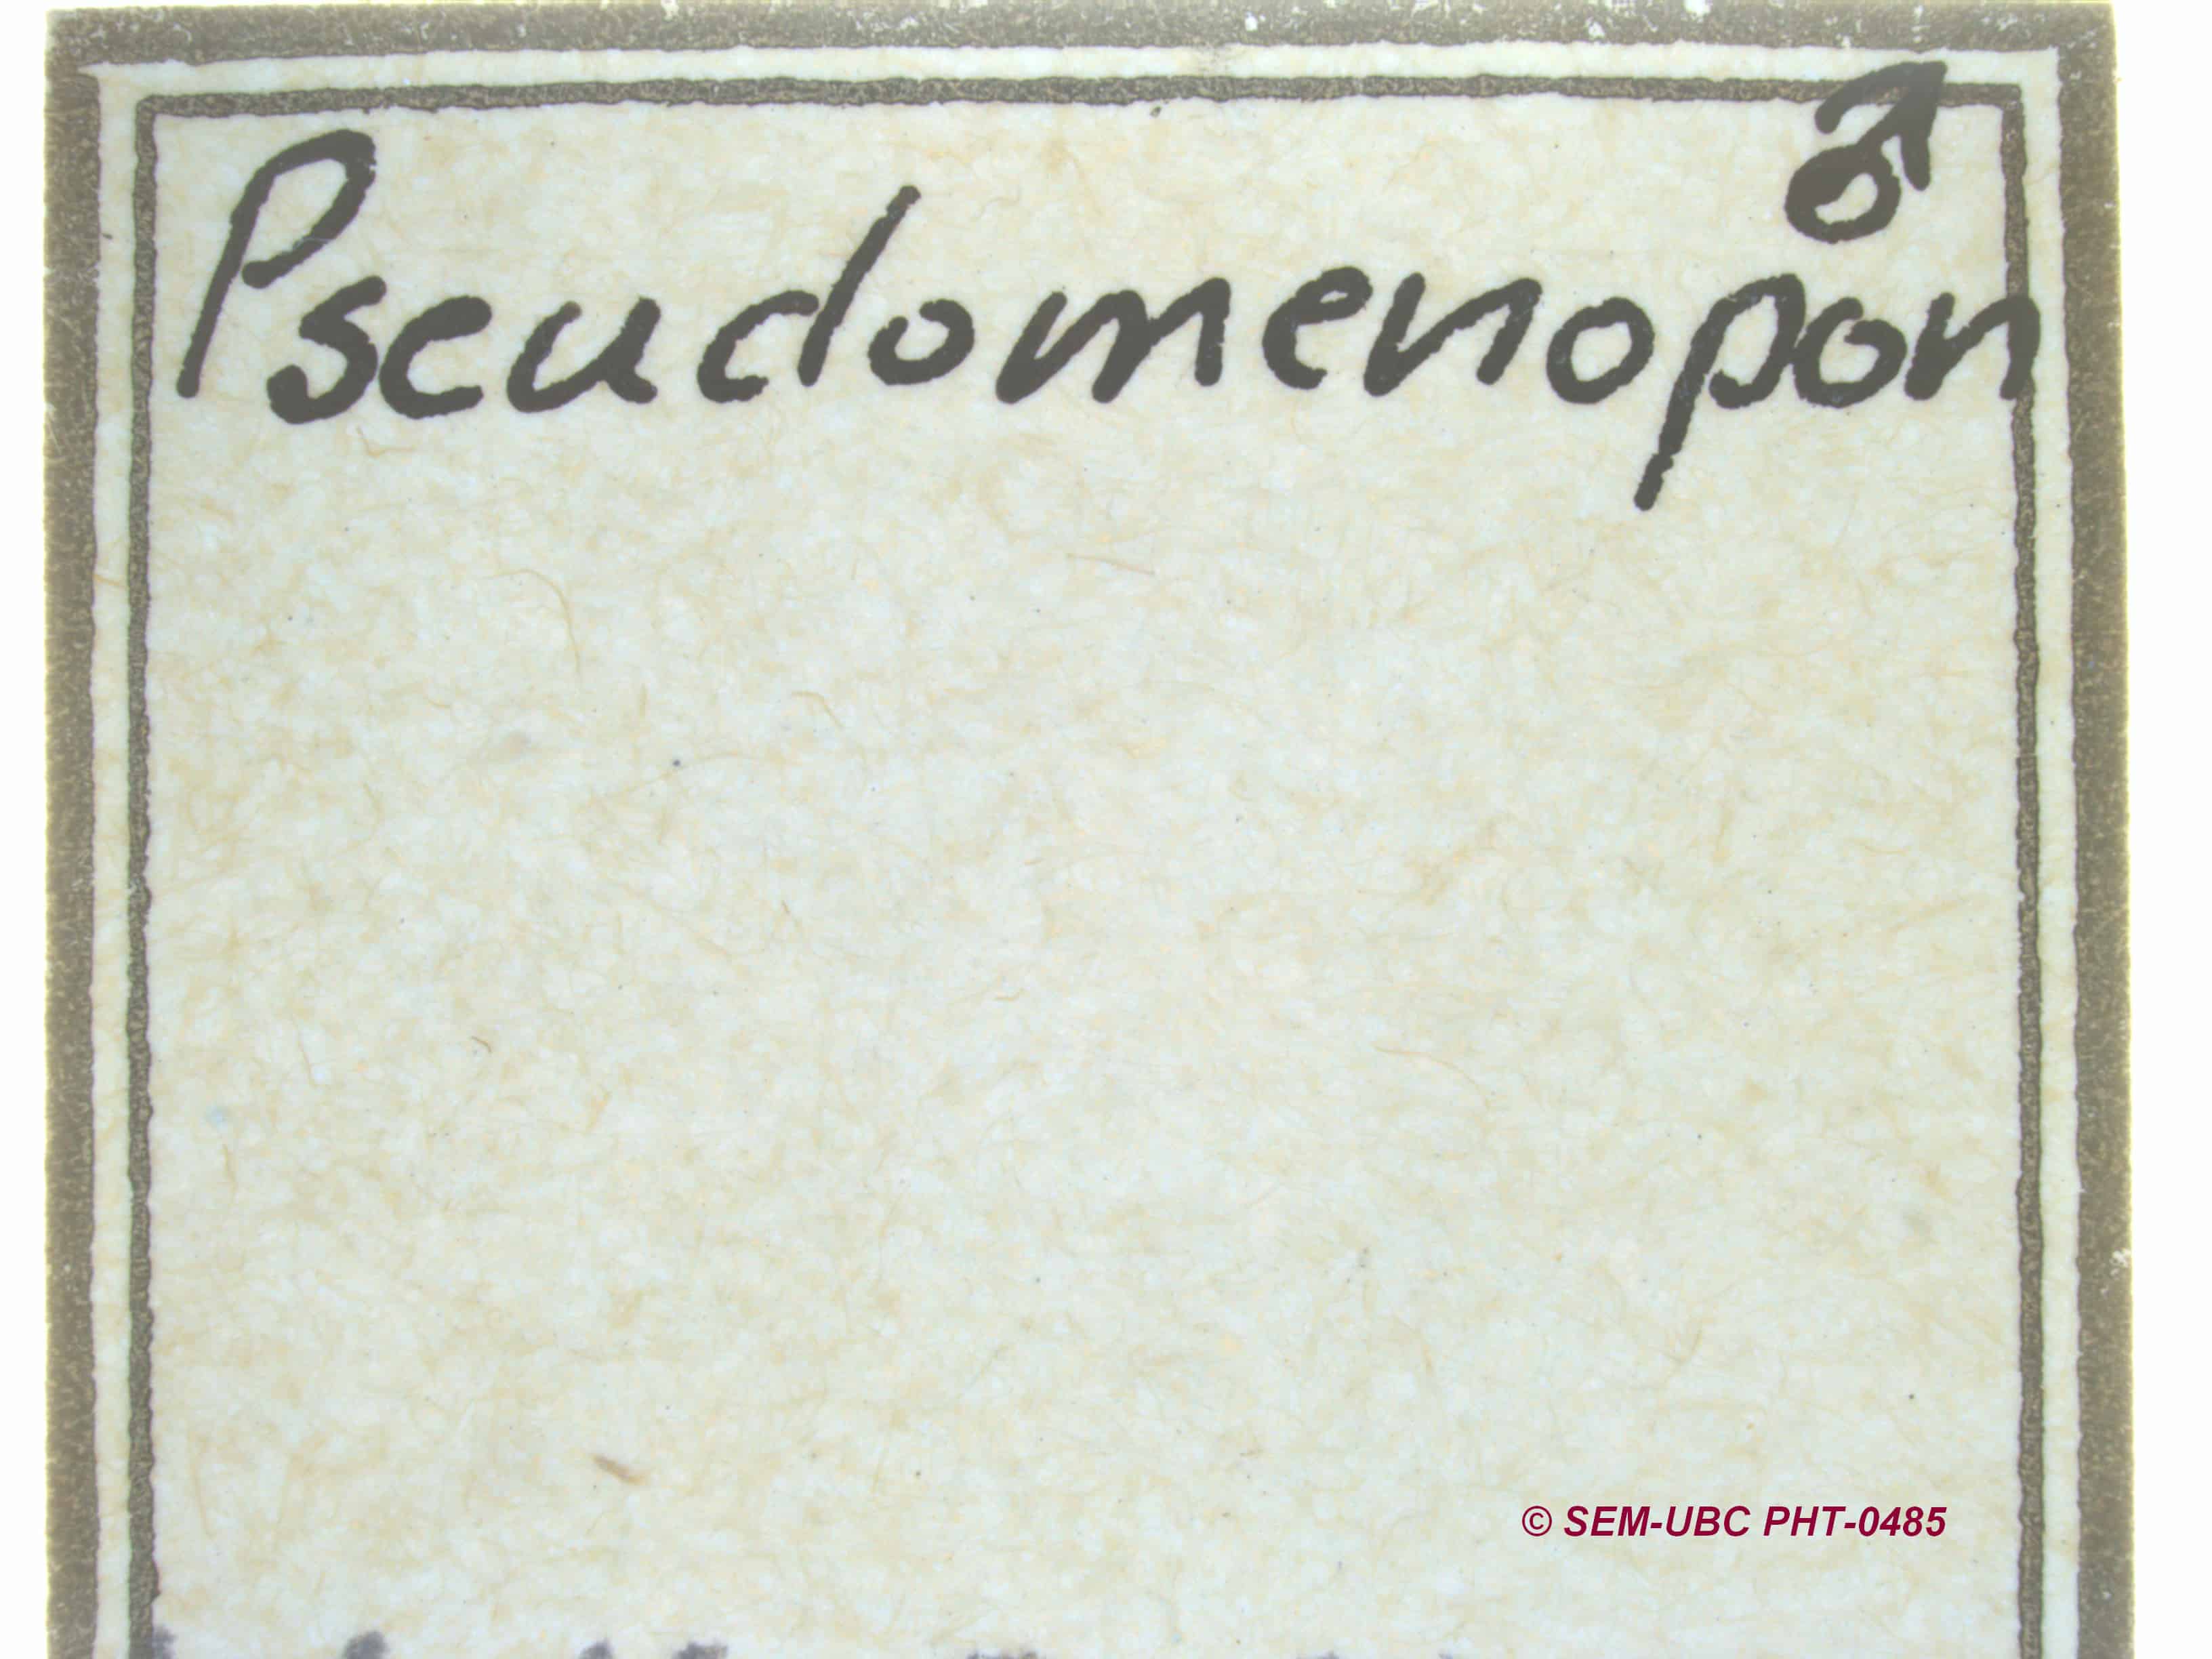 ♂
Pseudomenopon
© SEM-UBC PHT-0485